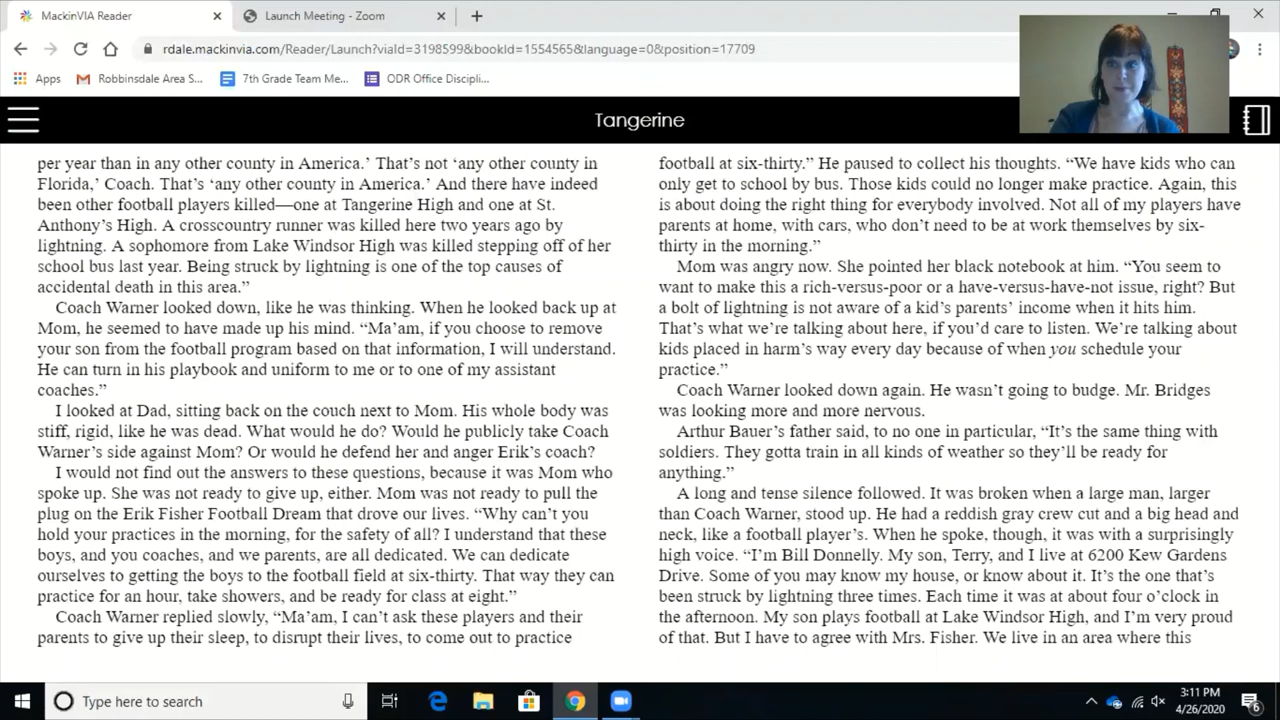 MackinVIA Reader
Launch Meeting - Zoom
rdale.mackinvia.com/Reader/Launch?viaId=3198599&bookId=1554565&language=0&position=17709
Apps
Robbinsdale Area S...
7th Grade Team Me...
ODR Office Discipli...
Tangerine
per year than in any other county in America.’ That’s not ‘any other county in
Florida,’ Coach. That’s ‘any other county in America.’ And there have indeed
been other football players killed—one at Tangerine High and one at St.
Anthony’s High. A crosscountry runner was killed here two years ago by
lightning. A sophomore from Lake Windsor High was killed stepping off of her
school bus last year. Being struck by lightning is one of the top causes of
accidental death in this area.”
Coach Warner looked down, like he was thinking. When he looked back up at
Mom, he seemed to have made up his mind. “Ma’am, if you choose to remove
your son from the football program based on that information, I will understand.
He can turn in his playbook and uniform to me or to one of my assistant
coaches.”
I looked at Dad, sitting back on the couch next to Mom. His whole body was
stiff, rigid, like he was dead. What would he do? Would he publicly take Coach
Warner’s side against Mom? Or would he defend her and anger Erik’s coach?
I would not find out the answers to these questions, because it was Mom who
spoke up. She was not ready to give up, either. Mom was not ready to pull the
plug on the Erik Fisher Football Dream that drove our lives. “Why can’t you
hold your practices in the morning, for the safety of all? I understand that these
boys, and you coaches, and we parents, are all dedicated. We can dedicate
ourselves to getting the boys to the football field at six-thirty. That way they can
practice for an hour, take showers, and be ready for class at eight.”
Coach Warner replied slowly, “Ma’am, I can’t ask these players and their
parents to give up their sleep, to disrupt their lives, to come out to practice
football at six-thirty.” He paused to collect his thoughts. “We have kids who can
only get to school by bus. Those kids could no longer make practice. Again, this
is about doing the right thing for everybody involved. Not all of my players have
parents at home, with cars, who don’t need to be at work themselves by six-
thirty in the morning.”
Mom was angry now. She pointed her black notebook at him. “You seem to
want to make this a rich-versus-poor or a have-versus-have-not issue, right? But
a bolt of lightning is not aware of a kid’s parents’ income when it hits him.
That’s what we’re talking about here, if you’d care to listen. We’re talking about
kids placed in harm’s way every day because of when you schedule your
practice.”
Coach Warner looked down again. He wasn’t going to budge. Mr. Bridges
was looking more and more nervous.
Arthur Bauer’s father said, to no one in particular, “It’s the same thing with
soldiers. They gotta train in all kinds of weather so they’ll be ready for
anything.”
A long and tense silence followed. It was broken when a large man, larger
than Coach Warner, stood up. He had a reddish gray crew cut and a big head and
neck, like a football player’s. When he spoke, though, it was with a surprisingly
high voice. “I’m Bill Donnelly. My son, Terry, and I live at 6200 Kew Gardens
Drive. Some of you may know my house, or know about it. It’s the one that’s
been struck by lightning three times. Each time it was at about four o’clock in
the afternoon. My son plays football at Lake Windsor High, and I’m very proud
of that. But I have to agree with Mrs. Fisher. We live in an area where this
Type here to search
3:11 PM
4/26/2020
6